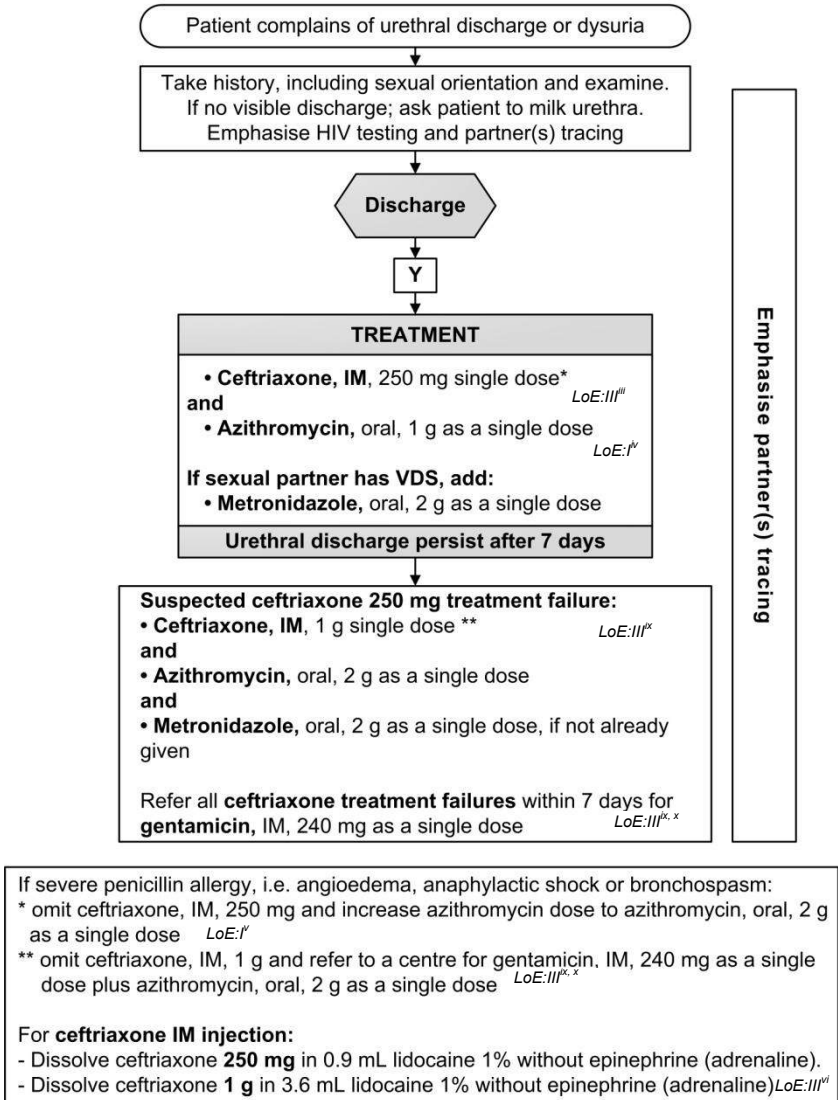 Patient complains of urethral discharge or dysuria
Take history, including sexual orientation and examine.
If no visible discharge; ask patient to milk urethra.
Emphasise HIV testing and partner(s) tracing
Discharge
Y
TREATMENT
• Ceftriaxone, IM, 250 mg single dose* LoE:III^iii
and
• Azithromycin, oral, 1 g as a single dose LoE:I^iv
If sexual partner has VDS, add:
• Metronidazole, oral, 2 g as a single dose
Urethral discharge persist after 7 days
Suspected ceftriaxone 250 mg treatment failure:
• Ceftriaxone, IM, 1 g single dose ** LoE:III^ix
and
• Azithromycin, oral, 2 g as a single dose
and
• Metronidazole, oral, 2 g as a single dose, if not already
given
Refer all ceftriaxone treatment failures within 7 days for
gentamicin, IM, 240 mg as a single dose LoE:III^ix, x
Emphasise partner(s) tracing
If severe penicillin allergy, i.e. angioedema, anaphylactic shock or bronchospasm:
* omit ceftriaxone, IM, 250 mg and increase azithromycin dose to azithromycin, oral, 2 g
as a single dose LoE:I^v
** omit ceftriaxone, IM, 1 g and refer to a centre for gentamicin, IM, 240 mg as a single
dose plus azithromycin, oral, 2 g as a single dose LoE:III^ix, x
For ceftriaxone IM injection:
- Dissolve ceftriaxone 250 mg in 0.9 mL lidocaine 1% without epinephrine (adrenaline).
- Dissolve ceftriaxone 1 g in 3.6 mL lidocaine 1% without epinephrine (adrenaline) LoE:III^vi